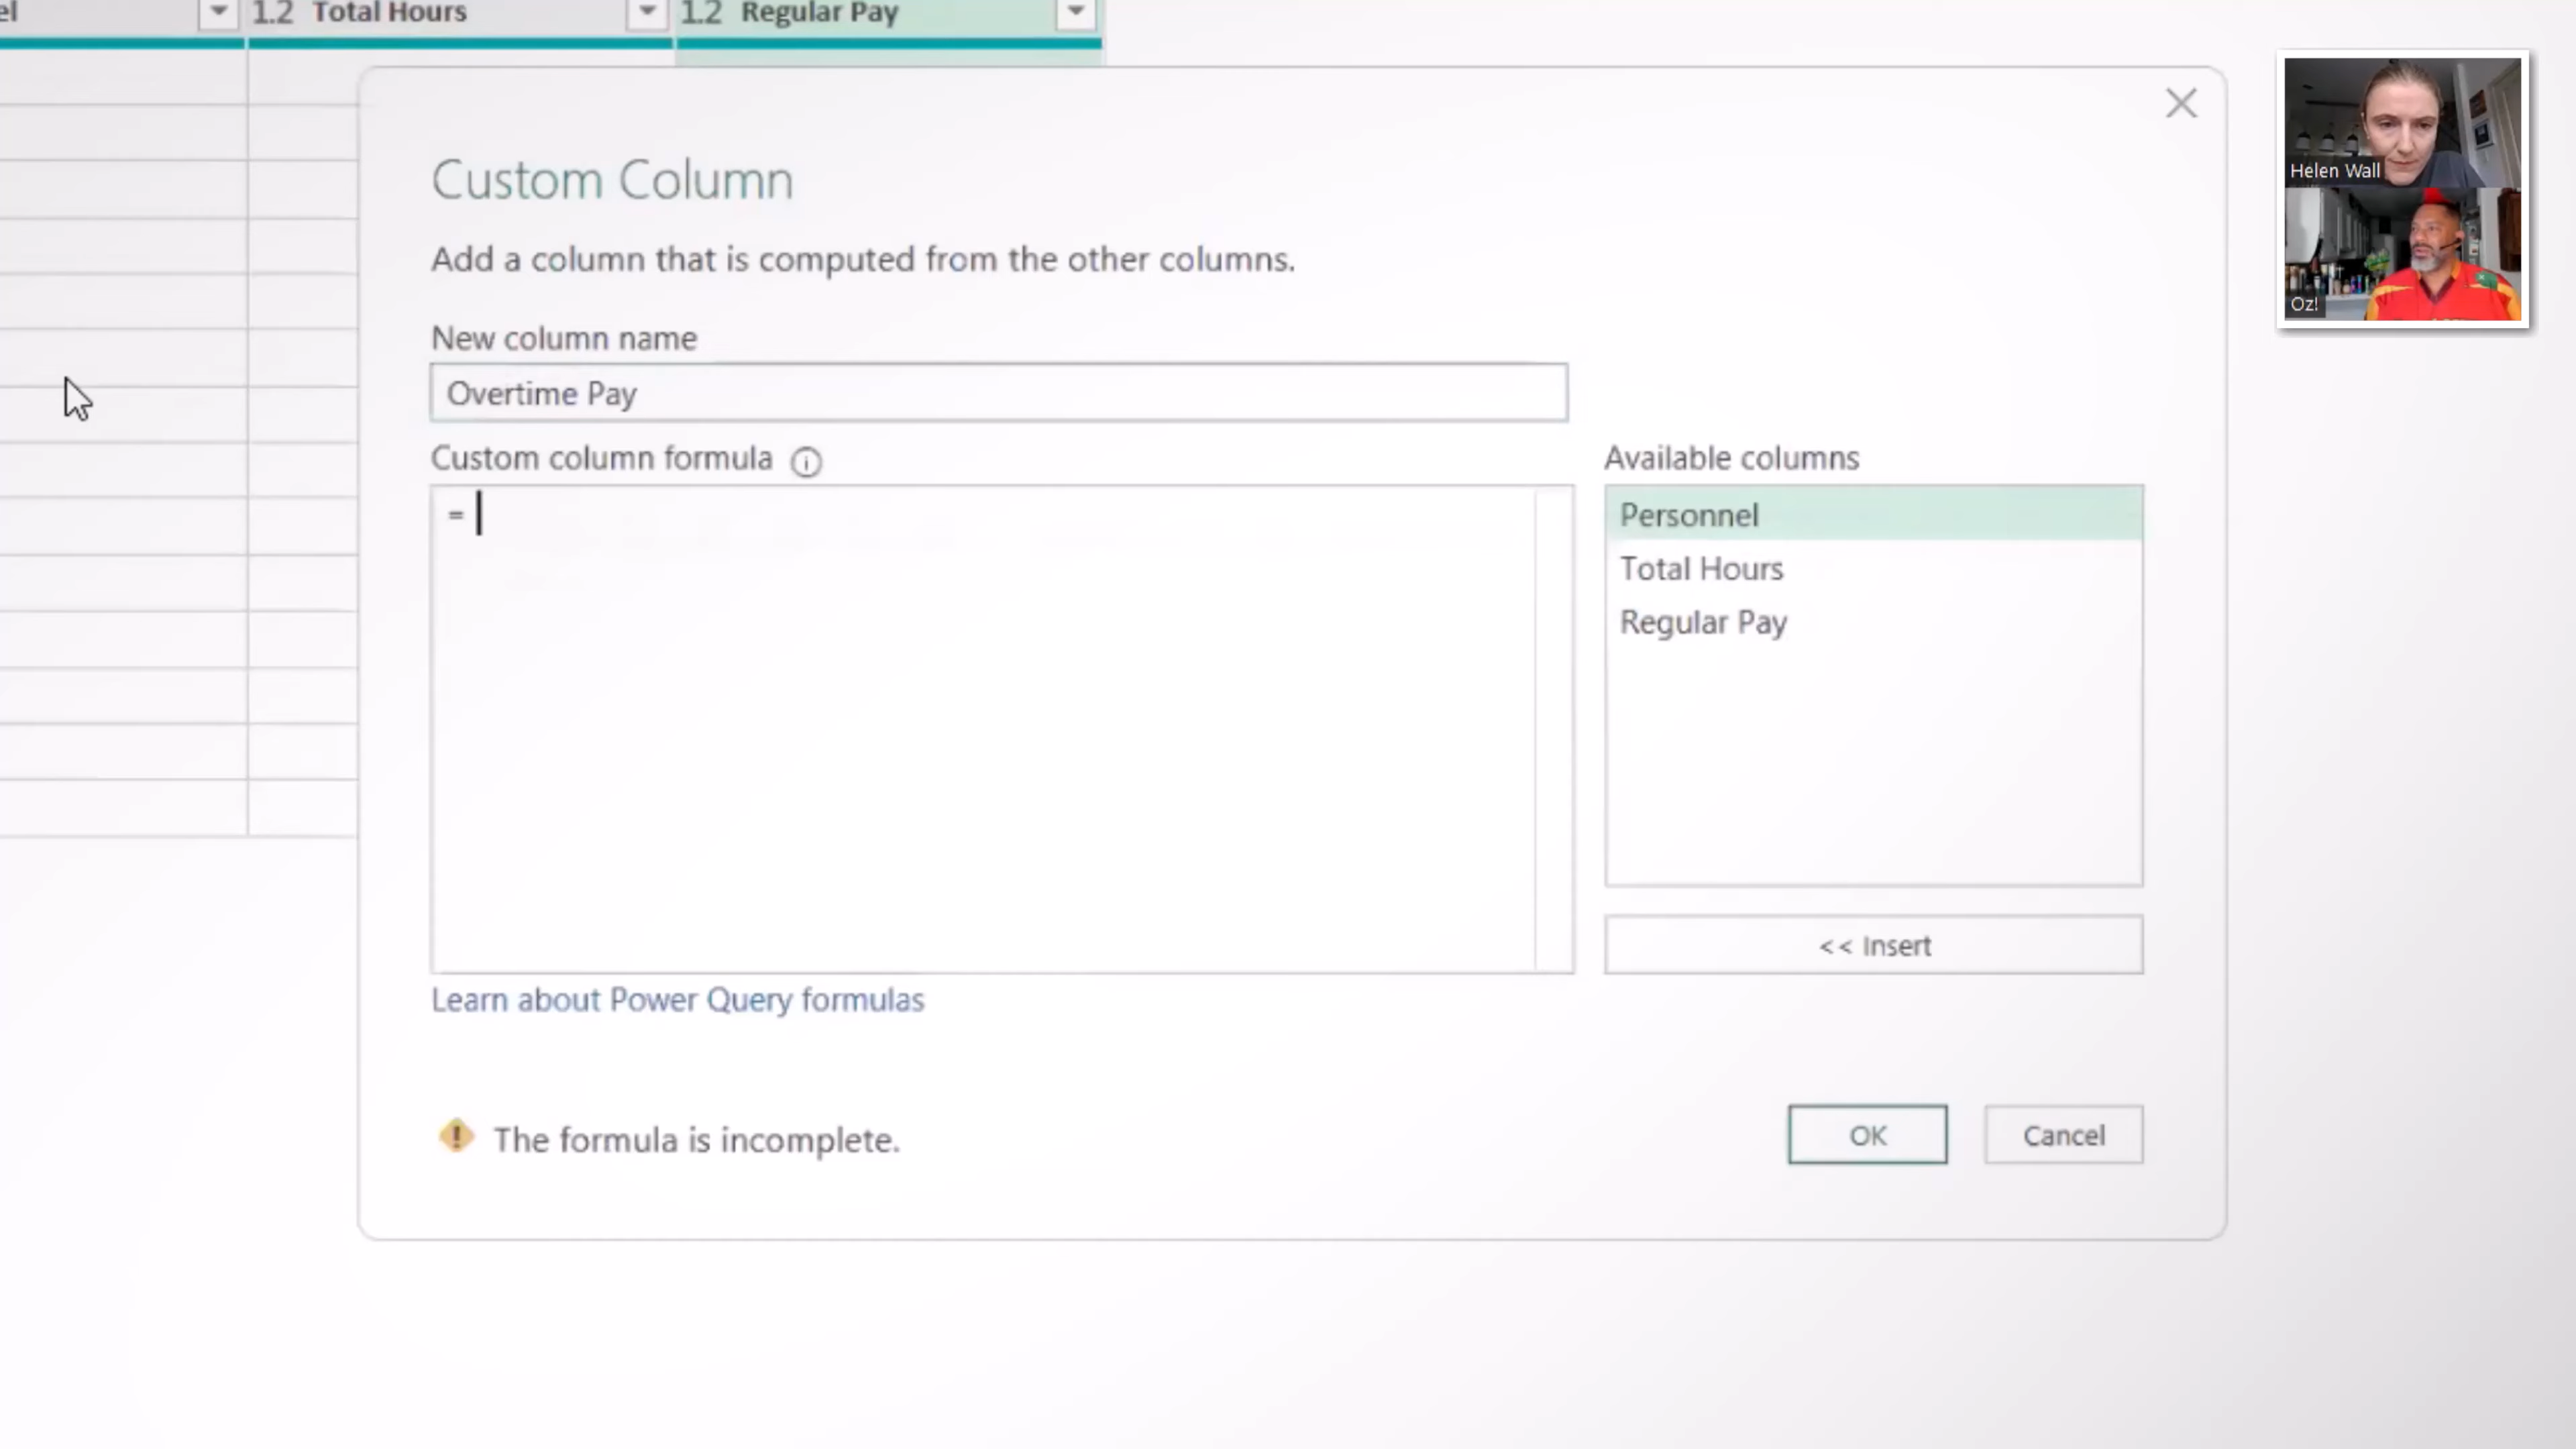 el 1.2 Total Hours 1.2 Regular Pay
Custom Column
Add a column that is computed from the other columns.
New column name
Overtime Pay
Custom column formula
Available columns
=
Personnel
Total Hours
Regular Pay
<< Insert
Learn about Power Query formulas
The formula is incomplete.
OK
Cancel
Helen Wall
Oz!